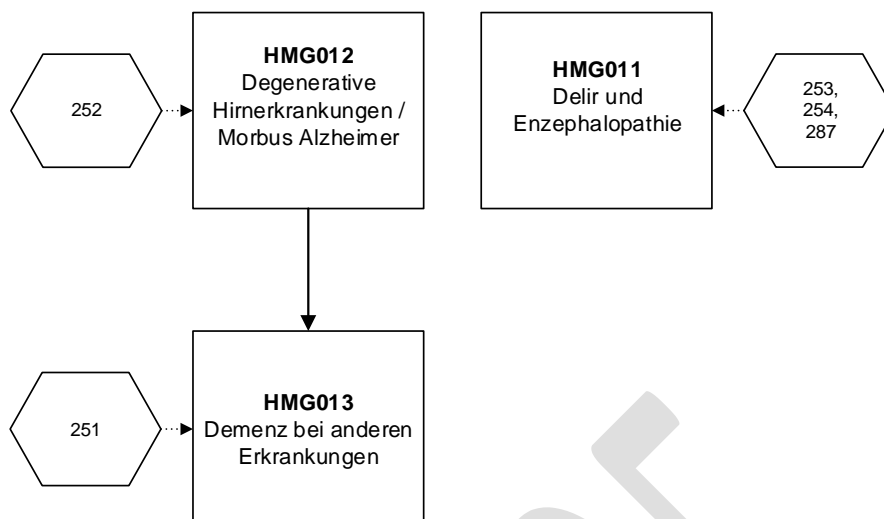 252
HMG012
Degenerative
Hirnerkrankungen /
Morbus Alzheimer
HMG011
Delir und
Enzephalopathie
253,
254,
287
251
HMG013
Demenz bei anderen
Erkrankungen